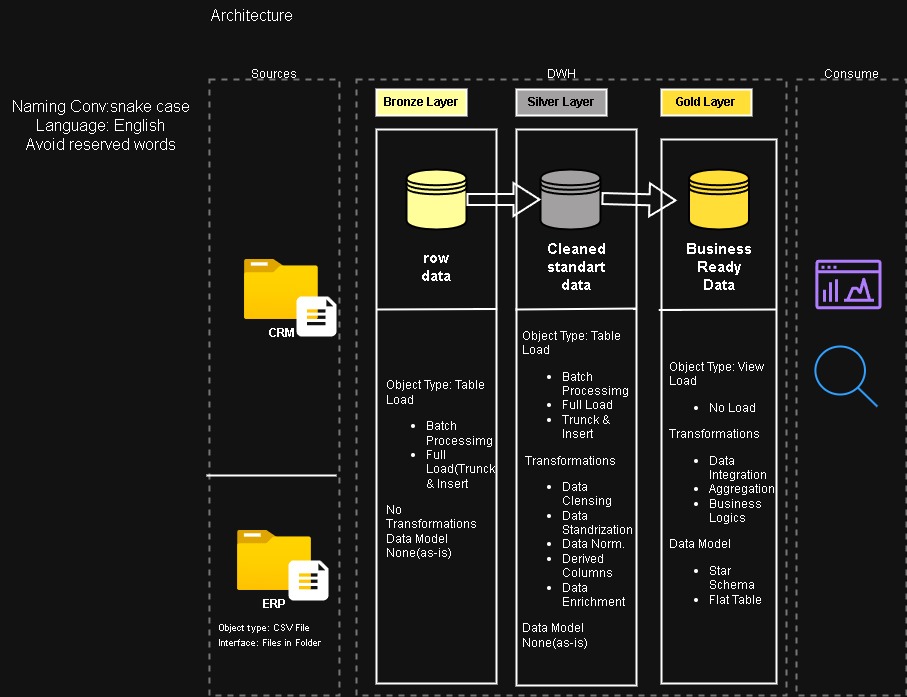 Architecture
Sources
DWH
Consume
Naming Conv:snake case
Language: English
Avoid reserved words
Bronze Layer
Silver Layer
Gold Layer
row
data
Cleaned
standart
data
Business
Ready
Data
CRM
ERP
Object type: CSV File
Interface: Files in Folder
Object Type: Table
Load
Batch
Processimg
Full
Load(Trunck
& Insert
No
Transformations
Data Model
None(as-is)
Object Type: Table
Load
Batch
Processimg
Full Load
Trunck &
Insert
Transformations
Data
Clensing
Data
Standrization
Data Norm.
Derived
Columns
Data
Enrichment
Data Model
None(as-is)
Object Type: View
Load
No Load
Transformations
Data
Integration
Aggregation
Business
Logics
Data Model
Star
Schema
Flat Table